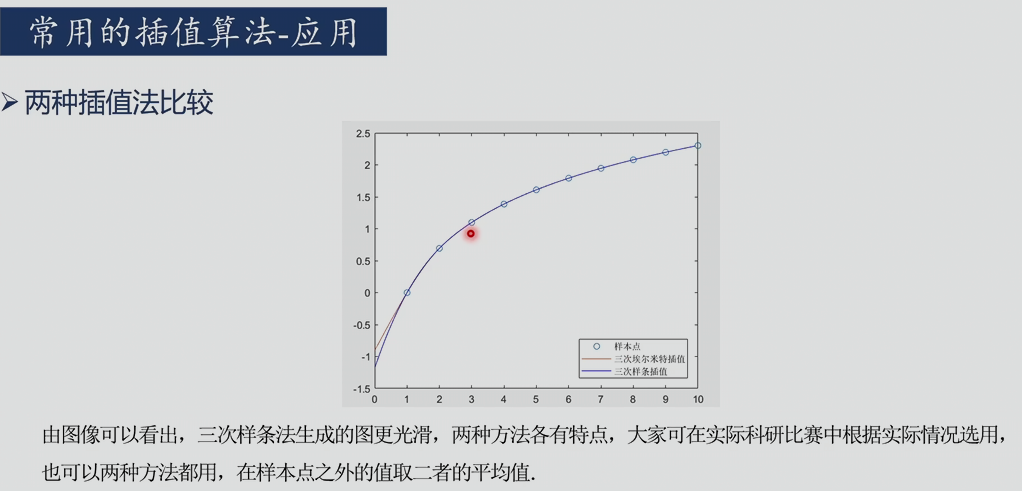 常用的插值算法-应用
➢ 两种插值法比较
2.5
2
1.5
1
0.5
0
-0.5
-1
-1.5
0 1 2 3 4 5 6 7 8 9 10
样本点
三次埃尔米特插值
三次样条插值
由图像可以看出，三次样条法生成的图更光滑，两种方法各有特点，大家可在实际科研比赛中根据实际情况选用，
也可以两种方法都用，在样本点之外的值取二者的平均值.